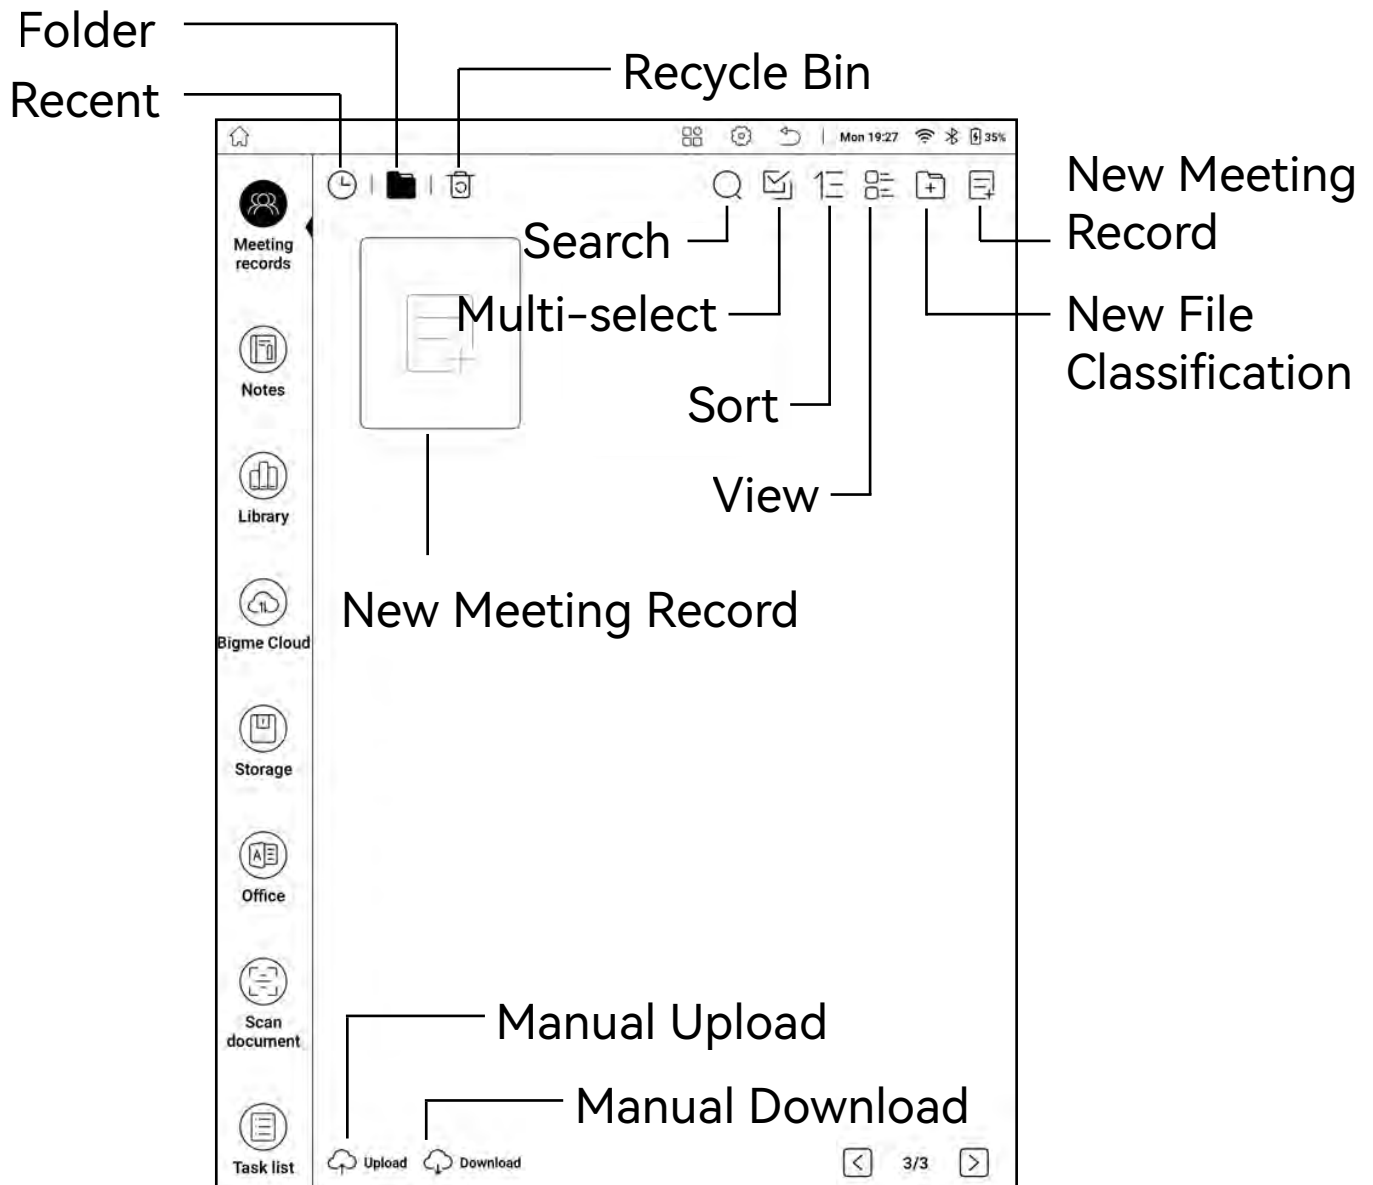 Folder
Recycle Bin
Recent
Mon 19:27
35%
New Meeting
Record
Meeting
records
Search
Multi-select
New File
Classification
Notes
Sort
View
Library
New Meeting Record
Bigme Cloud
Storage
Office
Scan
document
Manual Upload
Manual Download
Task list
Upload
Download
3/3